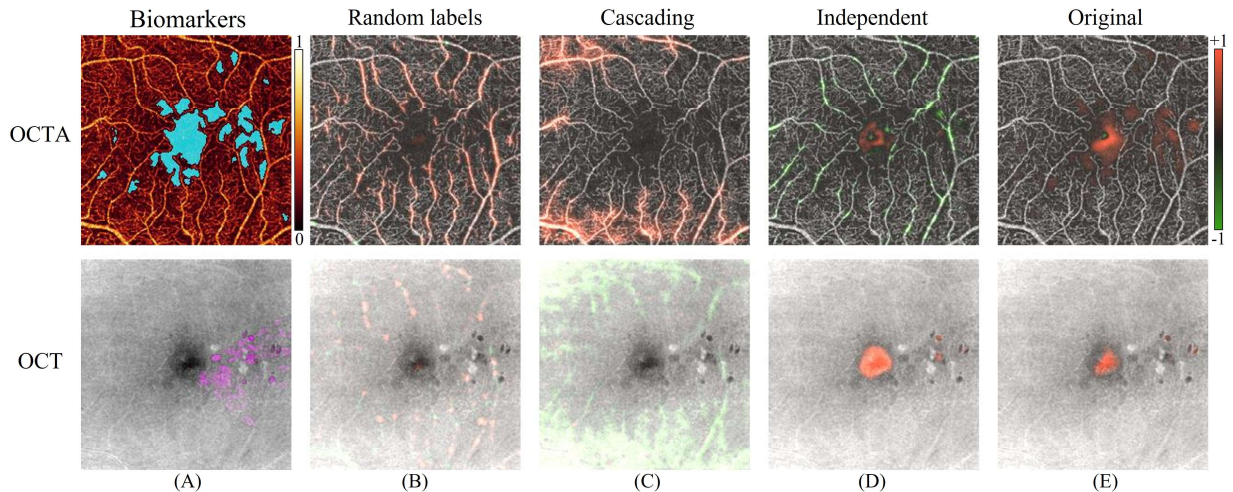 Biomarkers Random labels Cascading Independent Original
1 +1
OCTA
0 -1
OCT
(A) (B) (C) (D) (E)